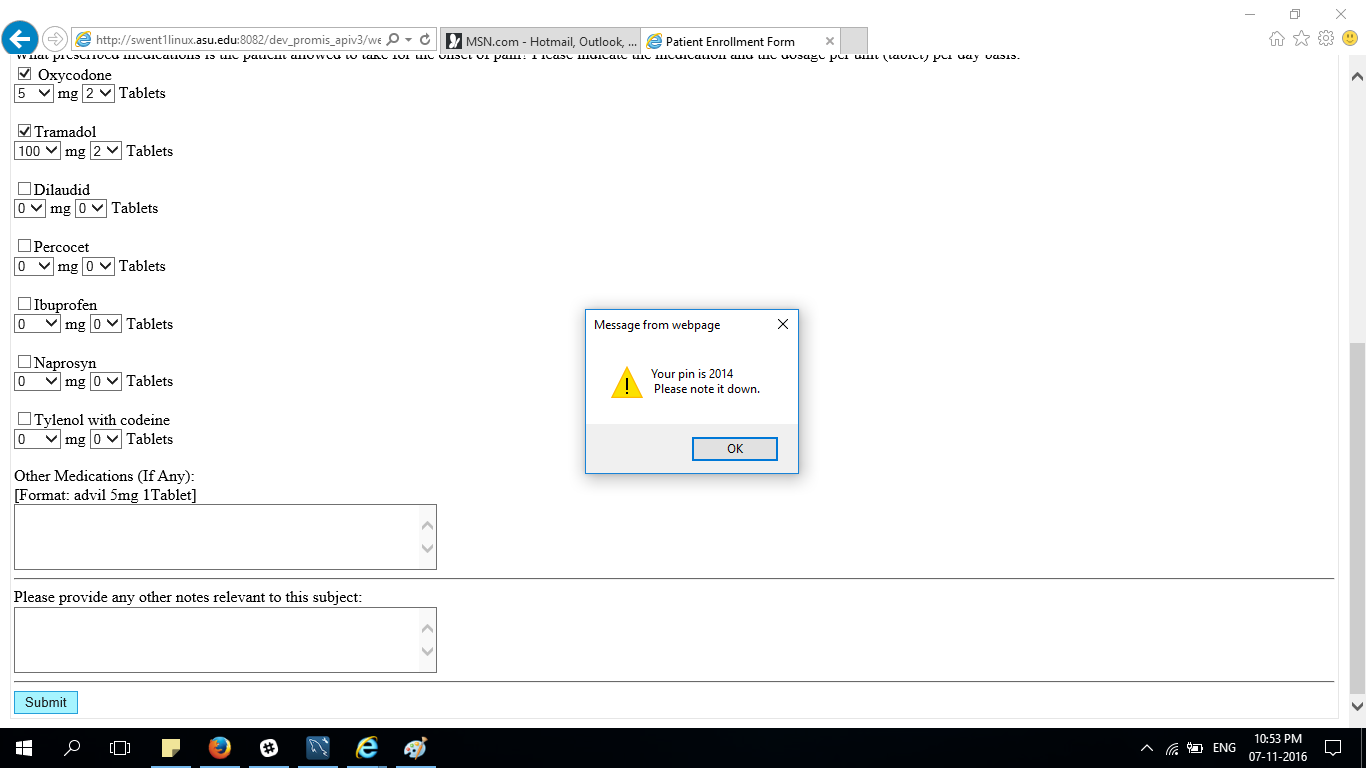 http://swent1linux.asu.edu:8082/dev_promis_apiv3/we
MSN.com - Hotmail, Outlook, ...
Patient Enrollment Form
What prescribed medications is the patient allowed to take for the onset of pain? Please indicate the medication and the dosage per unit (tablet) per day basis.
Oxycodone
5 mg 2 Tablets
Tramadol
100 mg 2 Tablets
Dilaudid
0 mg 0 Tablets
Percocet
0 mg 0 Tablets
Ibuprofen
0 mg 0 Tablets
Naprosyn
0 mg 0 Tablets
Tylenol with codeine
0 mg 0 Tablets
Other Medications (If Any):
[Format: advil 5mg 1Tablet]
Please provide any other notes relevant to this subject:
Submit
Message from webpage
Your pin is 2014
Please note it down.
OK
ENG
10:53 PM
07-11-2016